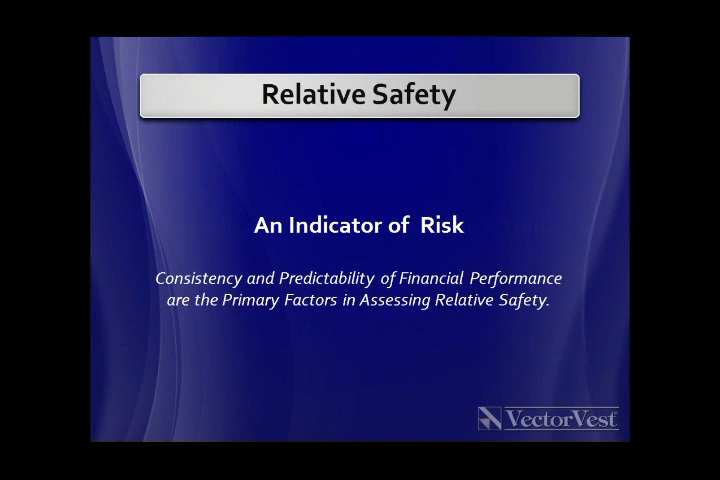 Relative Safety
An Indicator of Risk
Consistency and Predictability of Financial Performance
are the Primary Factors in Assessing Relative Safety.
VectorVest